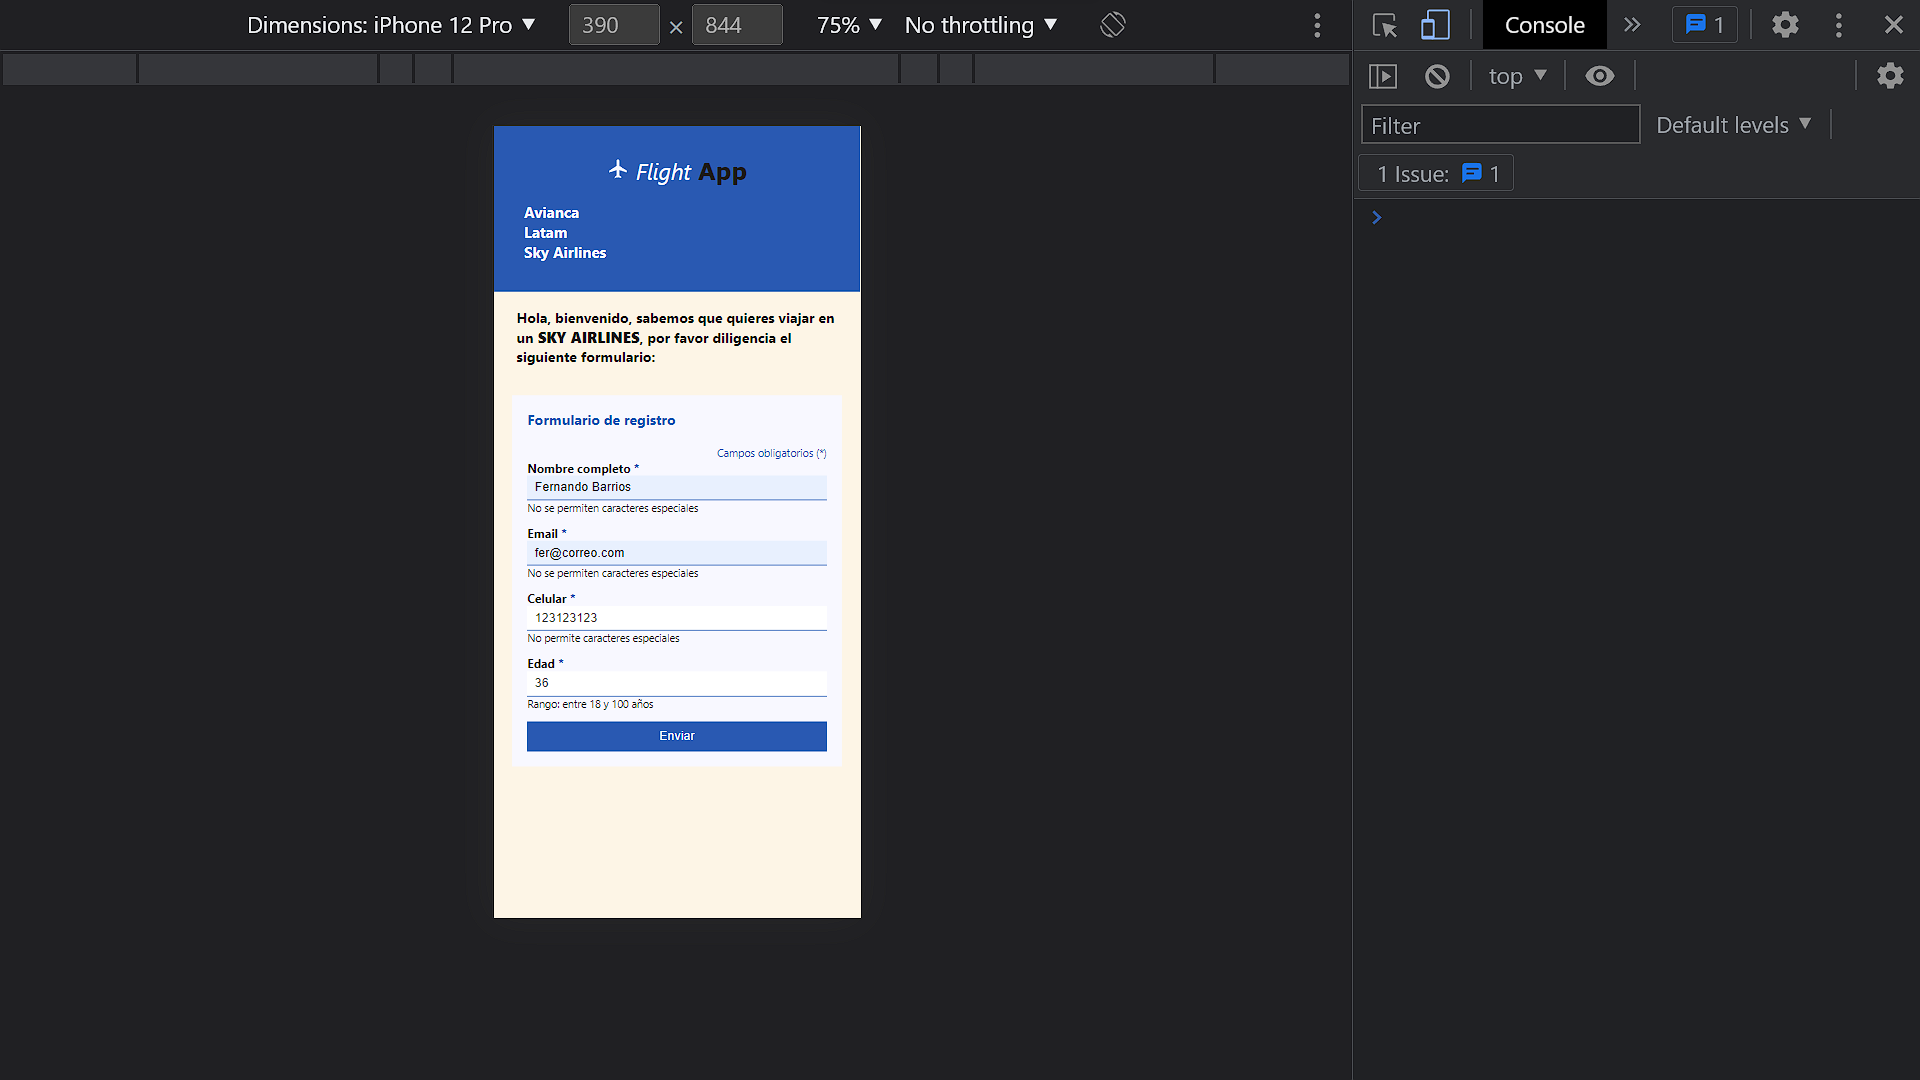 Dimensions: iPhone 12 Pro ▼ 390 × 844 75% ▼ No throttling ▼
Console » 1
top ▼
Filter Default levels ▼
1 Issue: 1
Flight App
Avianca
Latam
Sky Airlines
Hola, bienvenido, sabemos que quieres viajar en
un SKY AIRLINES, por favor diligencia el
siguiente formulario:
Formulario de registro
Campos obligatorios (*)
Nombre completo *
Fernando Barrios
No se permiten caracteres especiales
Email *
fer@correo.com
No se permiten caracteres especiales
Celular *
123123123
No permite caracteres especiales
Edad *
36
Rango: entre 18 y 100 años
Enviar